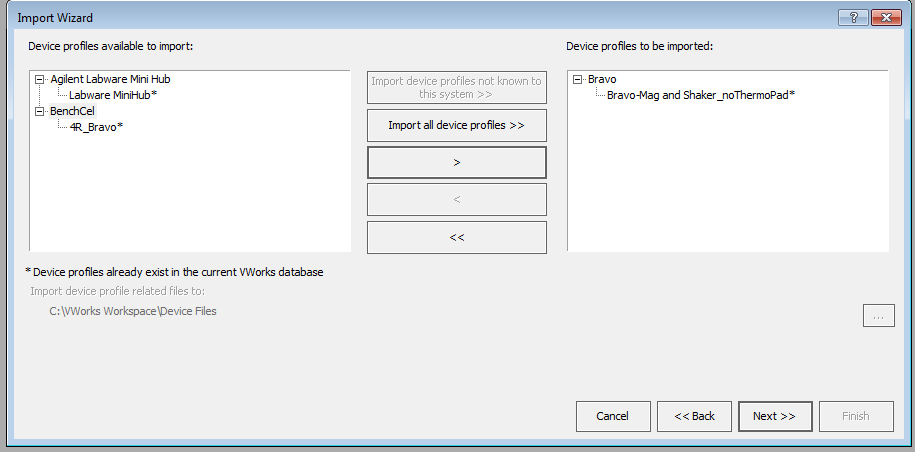 Import Wizard
?
Device profiles available to import:
Device profiles to be imported:
Agilent Labware Mini Hub
Labware MiniHub*
BenchCel
4R_Bravo*
Import device profiles not known to
this system >>
Import all device profiles >>
>
<
<<
Bravo
Bravo-Mag and Shaker_noThermoPad*
* Device profiles already exist in the current VWorks database
Import device profile related files to:
C:\VWorks Workspace\Device Files
...
Cancel
<< Back
Next >>
Finish